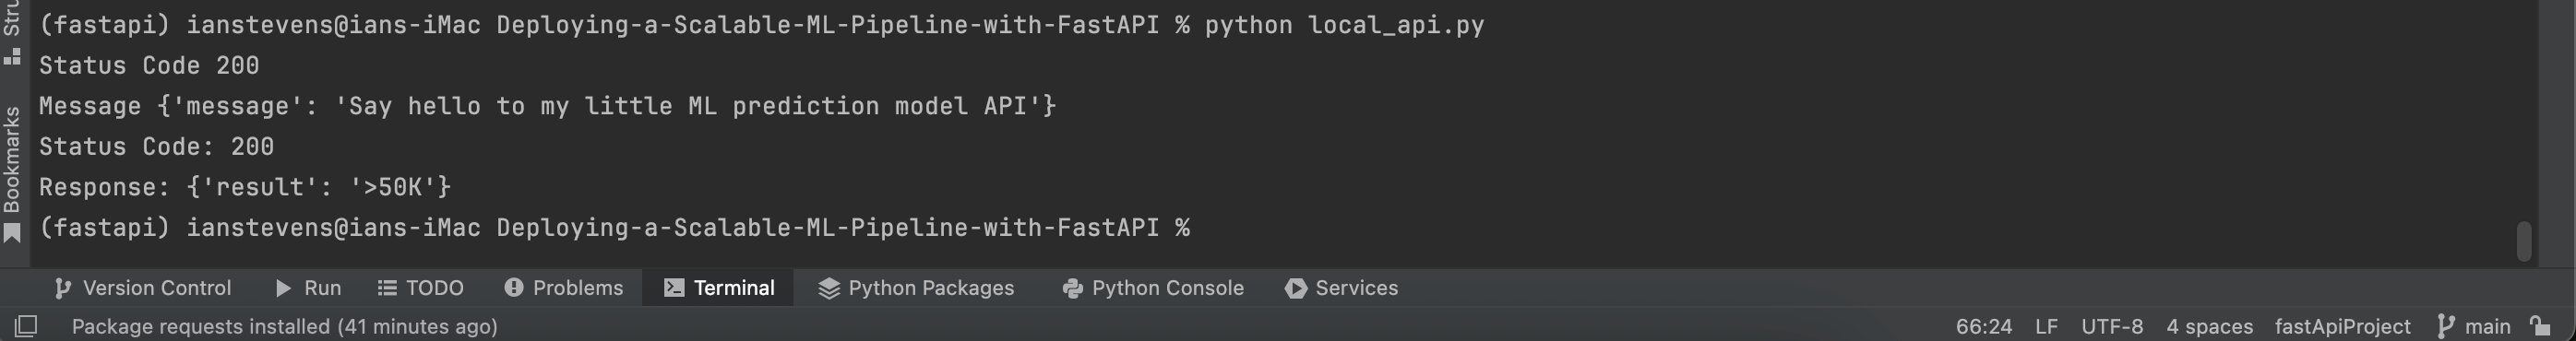 (fastapi) ianstevens@ians-iMac Deploying-a-Scalable-ML-Pipeline-with-FastAPI % python local_api.py
Status Code 200
Message {'message': 'Say hello to my little ML prediction model API'}
Status Code: 200
Response: {'result': '>50K'}
(fastapi) ianstevens@ians-iMac Deploying-a-Scalable-ML-Pipeline-with-FastAPI %
Stru
Bookmarks
Version Control Run TODO Problems Terminal Python Packages Python Console Services
Package requests installed (41 minutes ago) 66:24 LF UTF-8 4 spaces fastApiProject main